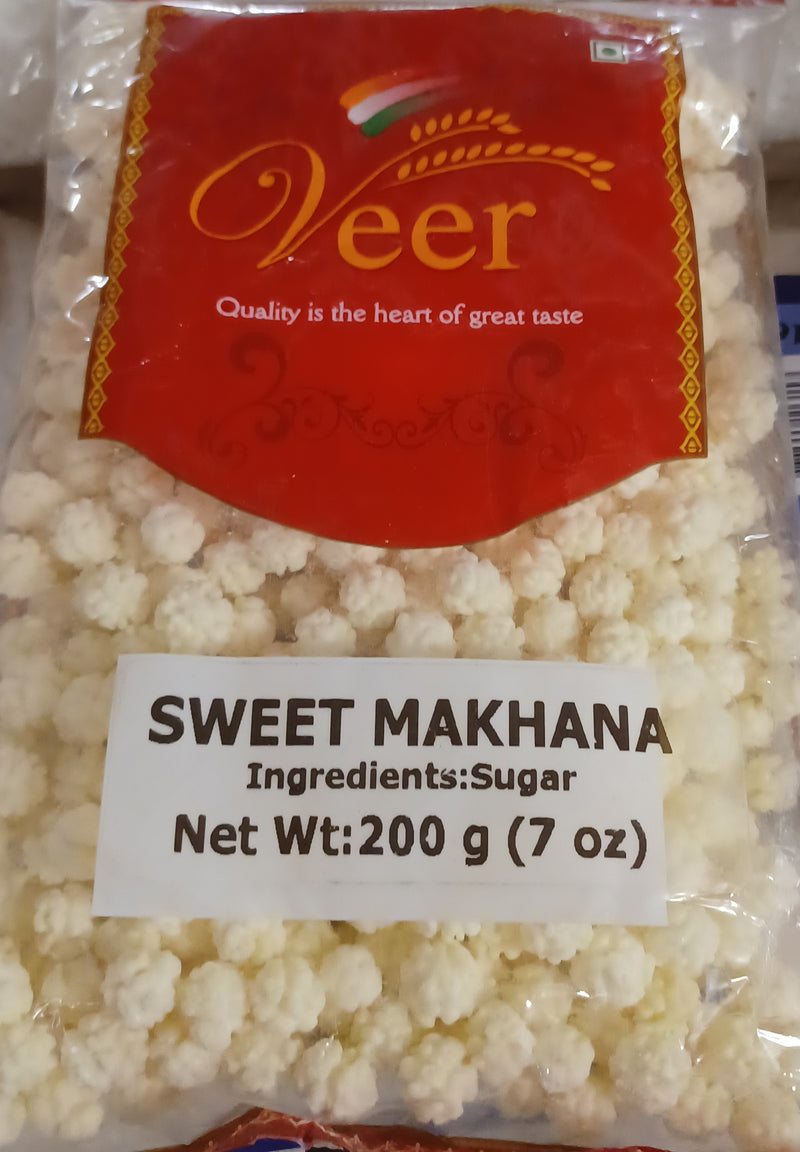 Veer
Quality is the heart of great taste
SWEET MAKHANA
Ingredients:Sugar
Net Wt:200 g (7 oz)